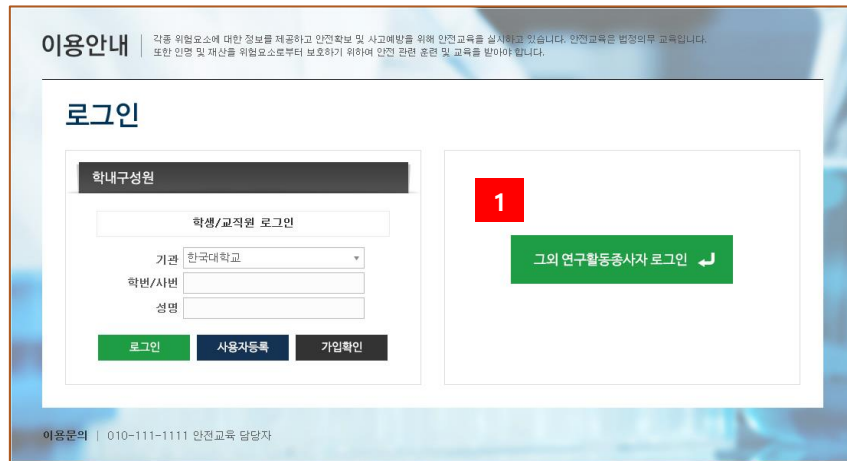 이용안내
각종 위험요소에 대한 정보를 제공하고 안전확보 및 사고예방을 위해 안전교육을 실시하고 있습니다. 안전교육은 법정의무 교육입니다.
또한 인명 및 재산을 위험요소로부터 보호하기 위하여 안전 관련 훈련 및 교육을 받아야 합니다.
로그인
학내구성원
학생/교직원 로그인
기관 한국대학교
학번/사번
성명
로그인 사용자등록 가입확인
1
그외 연구활동종사자 로그인
이용문의 | 010-111-1111 안전교육 담당자